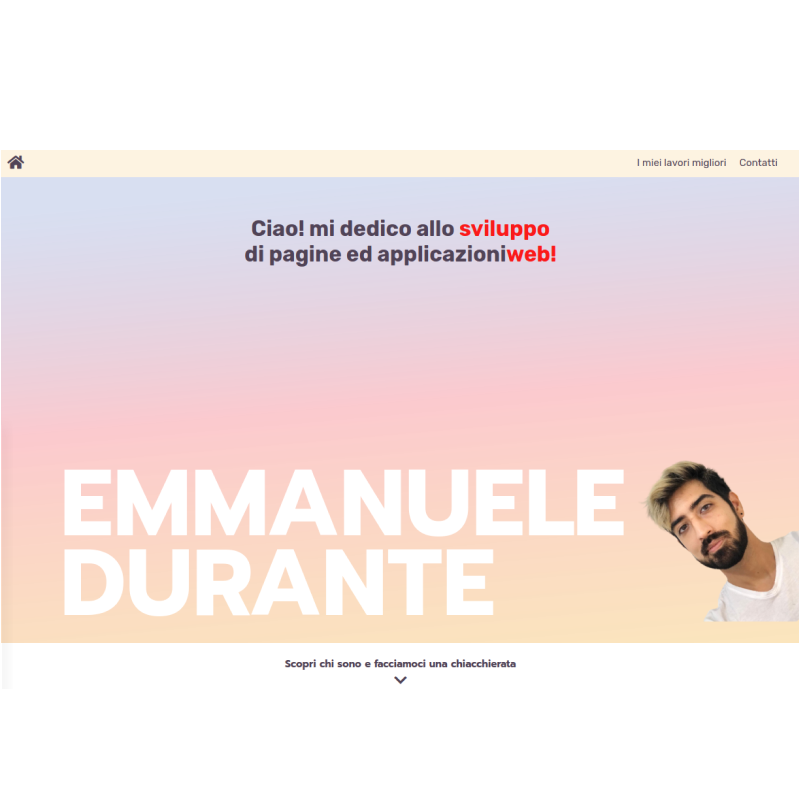 I miei lavori migliori Contatti
Ciao! mi dedico allo sviluppo
di pagine ed applicazioniweb!
EMMANUELE
DURANTE
Scopri chi sono e facciamoci una chiacchierata